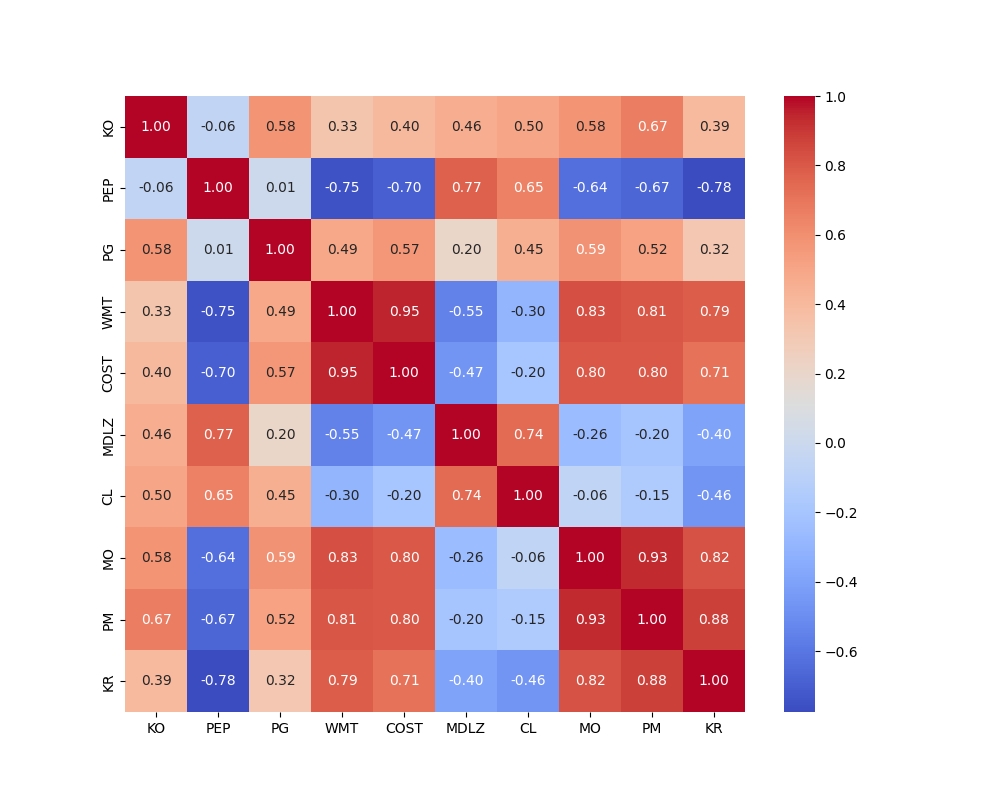 KO 1.00 -0.06 0.58 0.33 0.40 0.46 0.50 0.58 0.67 0.39
PEP -0.06 1.00 0.01 -0.75 -0.70 0.77 0.65 -0.64 -0.67 -0.78
PG 0.58 0.01 1.00 0.49 0.57 0.20 0.45 0.59 0.52 0.32
WMT 0.33 -0.75 0.49 1.00 0.95 -0.55 -0.30 0.83 0.81 0.79
COST 0.40 -0.70 0.57 0.95 1.00 -0.47 -0.20 0.80 0.80 0.71
MDLZ 0.46 0.77 0.20 -0.55 -0.47 1.00 0.74 -0.26 -0.20 -0.40
CL 0.50 0.65 0.45 -0.30 -0.20 0.74 1.00 -0.06 -0.15 -0.46
MO 0.58 -0.64 0.59 0.83 0.80 -0.26 -0.06 1.00 0.93 0.82
PM 0.67 -0.67 0.52 0.81 0.80 -0.20 -0.15 0.93 1.00 0.88
KR 0.39 -0.78 0.32 0.79 0.71 -0.40 -0.46 0.82 0.88 1.00
KO PEP PG WMT COST MDLZ CL MO PM KR
1.0
0.8
0.6
0.4
0.2
0.0
−0.2
−0.4
−0.6